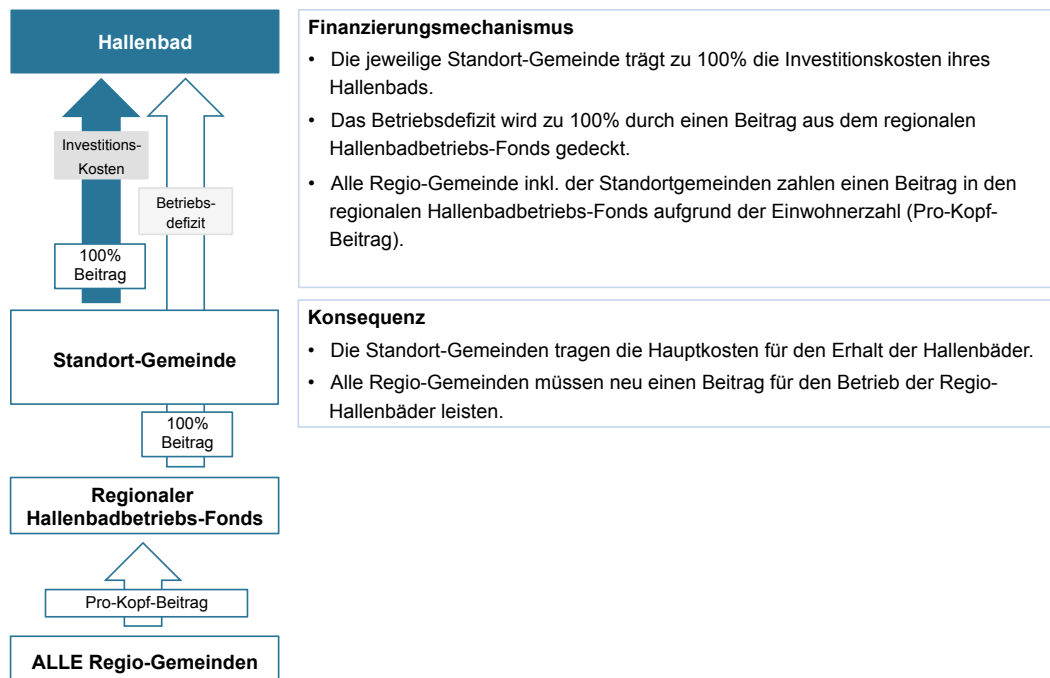 Hallenbad
Investitions-
Kosten
Betriebs-
defizit
100%
Beitrag
Standort-Gemeinde
100%
Beitrag
Regionaler
Hallenbadbetriebs-Fonds
Pro-Kopf-Beitrag
ALLE Regio-Gemeinden
Finanzierungsmechanismus
• Die jeweilige Standort-Gemeinde trägt zu 100% die Investitionskosten ihres
Hallenbads.
• Das Betriebsdefizit wird zu 100% durch einen Beitrag aus dem regionalen
Hallenbadbetriebs-Fonds gedeckt.
• Alle Regio-Gemeinde inkl. der Standortgemeinden zahlen einen Beitrag in den
regionalen Hallenbadbetriebs-Fonds aufgrund der Einwohnerzahl (Pro-Kopf-
Beitrag).
Konsequenz
• Die Standort-Gemeinden tragen die Hauptkosten für den Erhalt der Hallenbäder.
• Alle Regio-Gemeinden müssen neu einen Beitrag für den Betrieb der Regio-
Hallenbäder leisten.